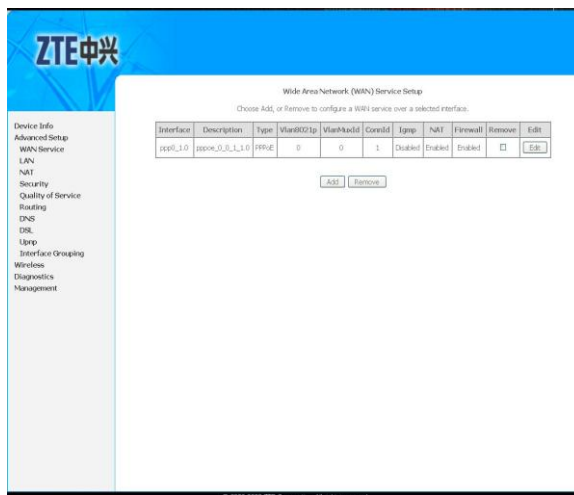 ZTE中兴
Wide Area Network (WAN) Service Setup
Choose Add, or Remove to configure a WAN service over a selected interface.
Device Info
Advanced Setup
WAN Service
LAN
NAT
Security
Quality of Service
Routing
DNS
DSL
Upnp
Interface Grouping
Wireless
Diagnostics
Management
Interface Description Type Vlan8021p VlanMuxId ConnId Igmp NAT Firewall Remove Edit
ppp0_1.0 pppoe_0_0_1_1.0 PPPoE 0 0 1 Disabled Enabled Enabled Edit
Add Remove